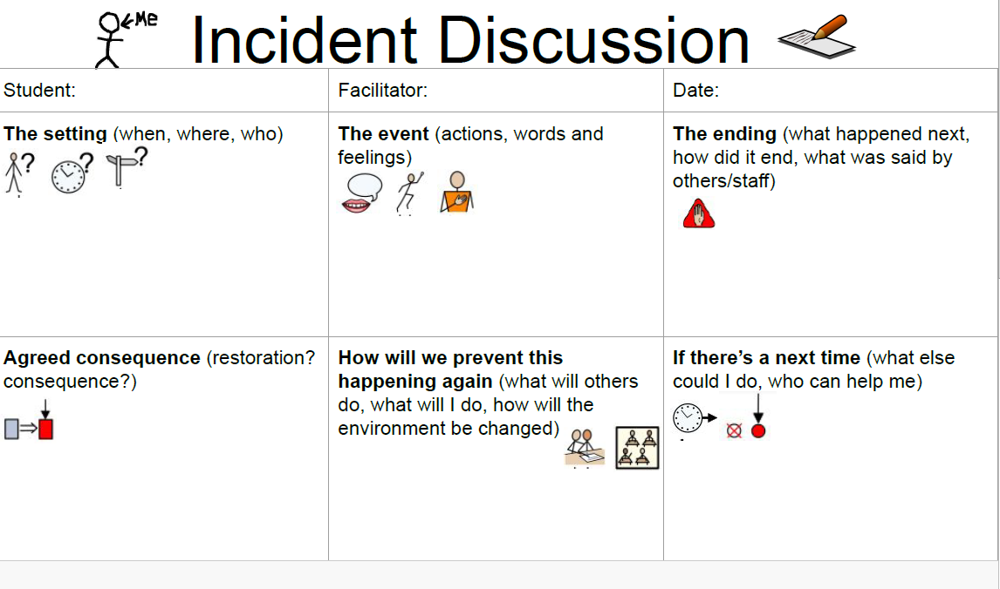 Me
Incident Discussion
Student:
Facilitator:
Date:
The setting (when, where, who)
? ? ?
The event (actions, words and
feelings)
The ending (what happened next,
how did it end, what was said by
others/staff)
Agreed consequence (restoration?
consequence?)
How will we prevent this
happening again (what will others
do, what will I do, how will the
environment be changed)
If there’s a next time (what else
could I do, who can help me)